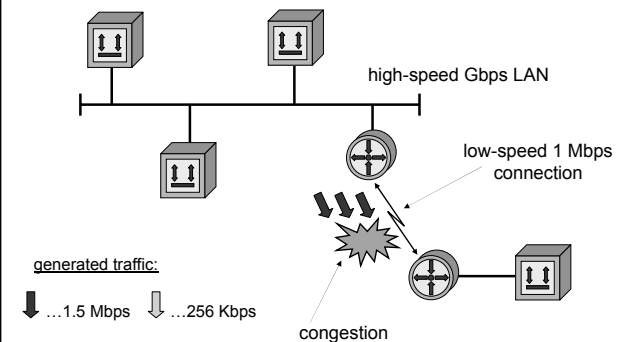 high-speed Gbps LAN
low-speed 1 Mbps
connection
generated traffic:
...1.5 Mbps ...256 Kbps
congestion